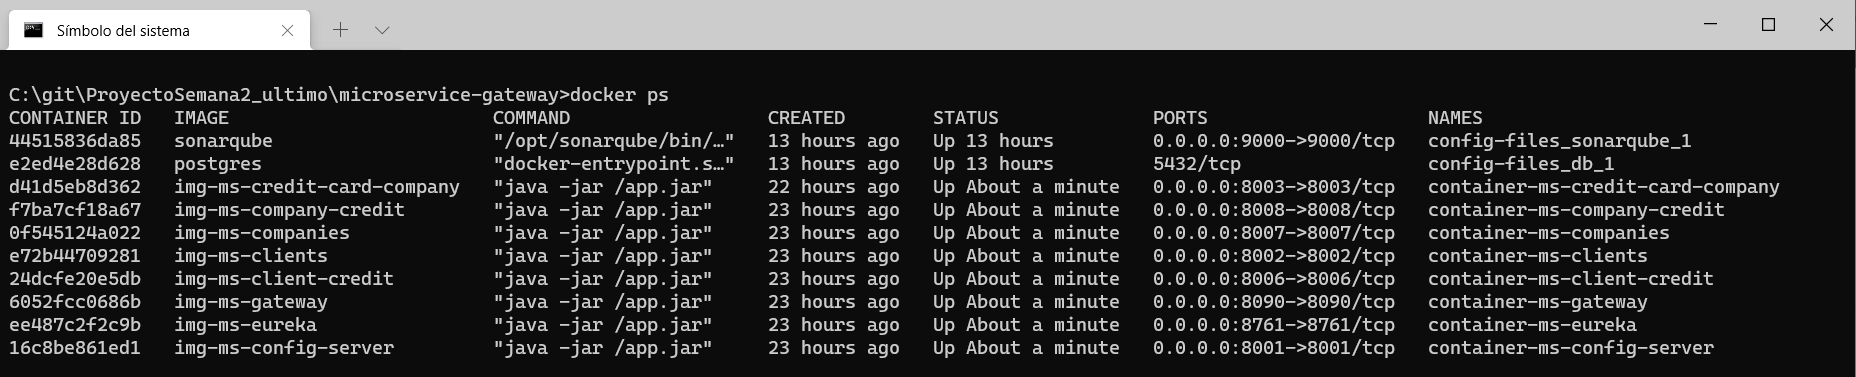 Símbolo del sistema
C:\git\ProyectoSemana2_ultimo\microservice-gateway>docker ps
CONTAINER ID   IMAGE                        COMMAND                  CREATED        STATUS              PORTS                    NAMES
44515836da85   sonarqube                    "/opt/sonarqube/bin/…"   13 hours ago   Up 13 hours         0.0.0.0:9000->9000/tcp   config-files_sonarqube_1
e2ed4e28d628   postgres                     "docker-entrypoint.s…"   13 hours ago   Up 13 hours         5432/tcp                 config-files_db_1
d41d5eb8d362   img-ms-credit-card-company   "java -jar /app.jar"     22 hours ago   Up About a minute   0.0.0.0:8003->8003/tcp   container-ms-credit-card-company
f7ba7cf18a67   img-ms-company-credit        "java -jar /app.jar"     23 hours ago   Up About a minute   0.0.0.0:8008->8008/tcp   container-ms-company-credit
0f545124a022   img-ms-companies             "java -jar /app.jar"     23 hours ago   Up About a minute   0.0.0.0:8007->8007/tcp   container-ms-companies
e72b44709281   img-ms-clients               "java -jar /app.jar"     23 hours ago   Up About a minute   0.0.0.0:8002->8002/tcp   container-ms-clients
24dcfe20e5db   img-ms-client-credit         "java -jar /app.jar"     23 hours ago   Up About a minute   0.0.0.0:8006->8006/tcp   container-ms-client-credit
6052fcc0686b   img-ms-gateway               "java -jar /app.jar"     23 hours ago   Up About a minute   0.0.0.0:8090->8090/tcp   container-ms-gateway
ee487c2f2c9b   img-ms-eureka                "java -jar /app.jar"     23 hours ago   Up About a minute   0.0.0.0:8761->8761/tcp   container-ms-eureka
16c8be861ed1   img-ms-config-server         "java -jar /app.jar"     23 hours ago   Up About a minute   0.0.0.0:8001->8001/tcp   container-ms-config-server